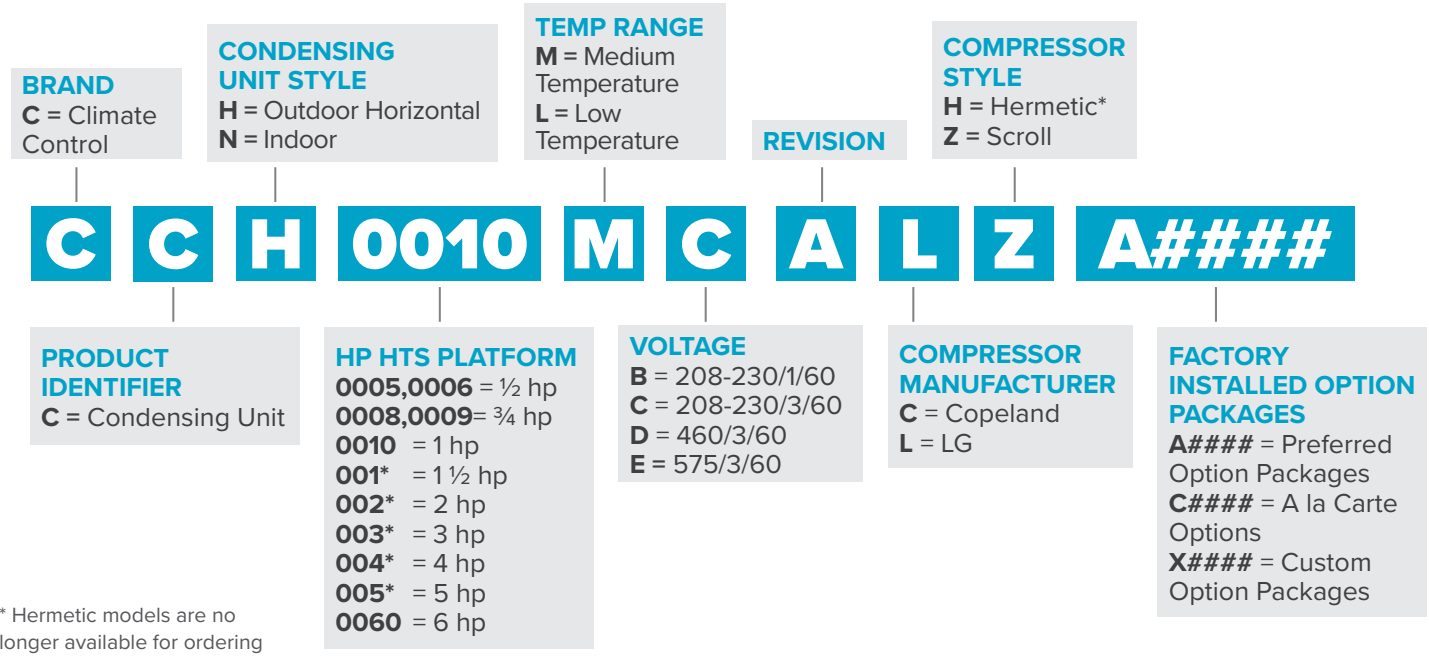 BRAND
C = Climate
Control
CONDENSING
UNIT STYLE
H = Outdoor Horizontal
N = Indoor
TEMP RANGE
M = Medium
Temperature
L = Low
Temperature
REVISION
COMPRESSOR
STYLE
H = Hermetic*
Z = Scroll
C C H 0010 M C A L Z A####
PRODUCT
IDENTIFIER
C = Condensing Unit
HP HTS PLATFORM
0005,0006 = ½ hp
0008,0009= ¾ hp
0010 = 1 hp
001* = 1 ½ hp
002* = 2 hp
003* = 3 hp
004* = 4 hp
005* = 5 hp
0060 = 6 hp
VOLTAGE
B = 208-230/1/60
C = 208-230/3/60
D = 460/3/60
E = 575/3/60
COMPRESSOR
MANUFACTURER
C = Copeland
L = LG
FACTORY
INSTALLED OPTION
PACKAGES
A#### = Preferred
Option Packages
C#### = A la Carte
Options
X#### = Custom
Option Packages
* Hermetic models are no
longer available for ordering